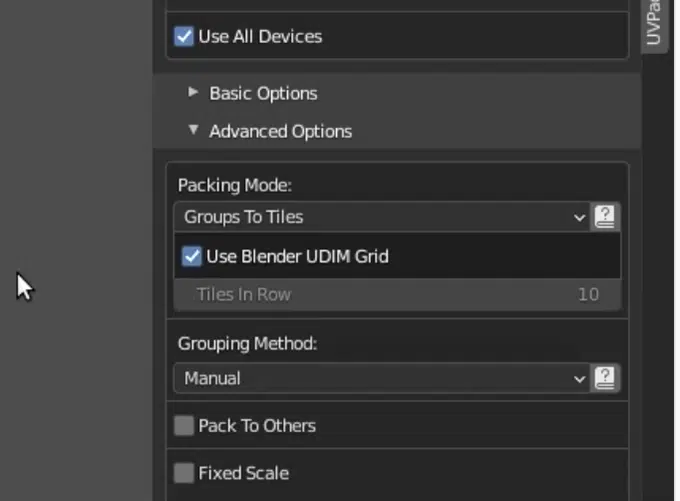 UVPac
Use All Devices
Basic Options
Advanced Options
Packing Mode:
Groups To Tiles
Use Blender UDIM Grid
Tiles In Row 10
Grouping Method:
Manual
Pack To Others
Fixed Scale